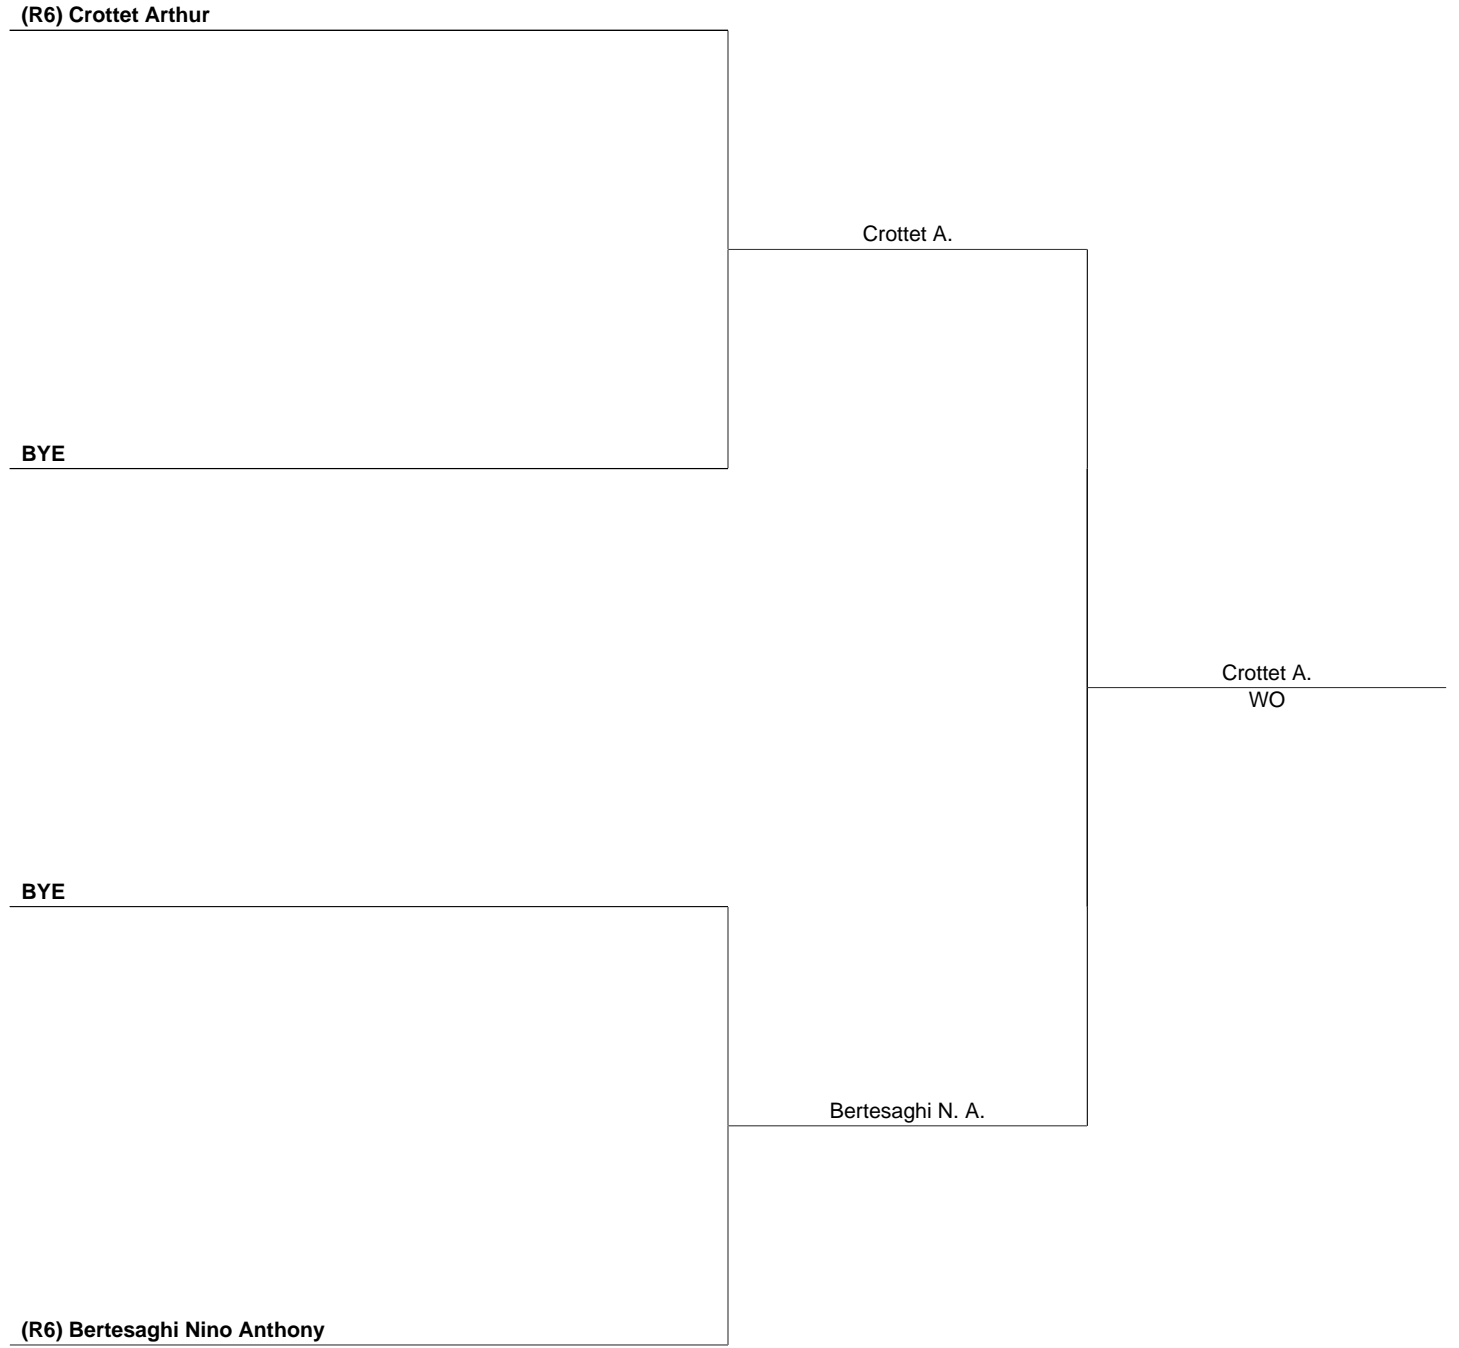 (R6) Crottet Arthur
Crottet A.
BYE
Crottet A.
WO
BYE
Bertesaghi N. A.
(R6) Bertesaghi Nino Anthony